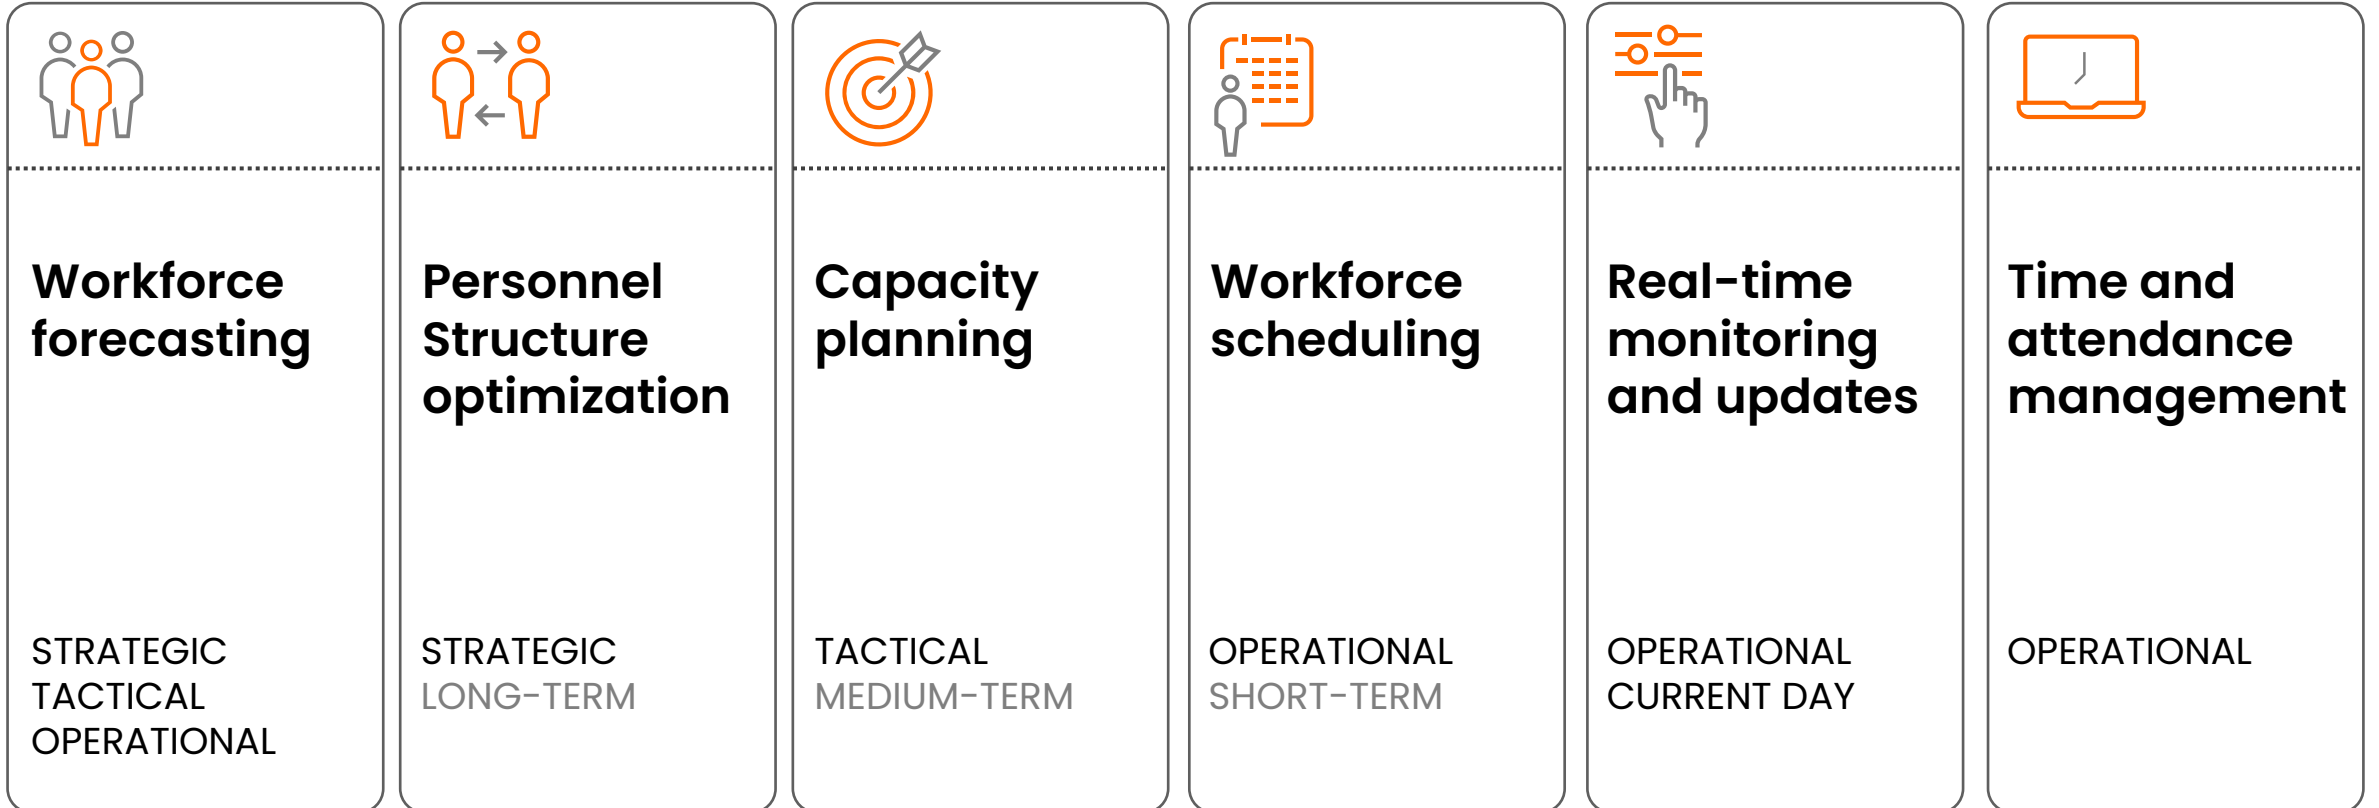 Workforce
forecasting
STRATEGIC
TACTICAL
OPERATIONAL
Personnel
Structure
optimization
STRATEGIC
LONG-TERM
Capacity
planning
TACTICAL
MEDIUM-TERM
Workforce
scheduling
OPERATIONAL
SHORT-TERM
Real-time
monitoring
and updates
OPERATIONAL
CURRENT DAY
Time and
attendance
management
OPERATIONAL